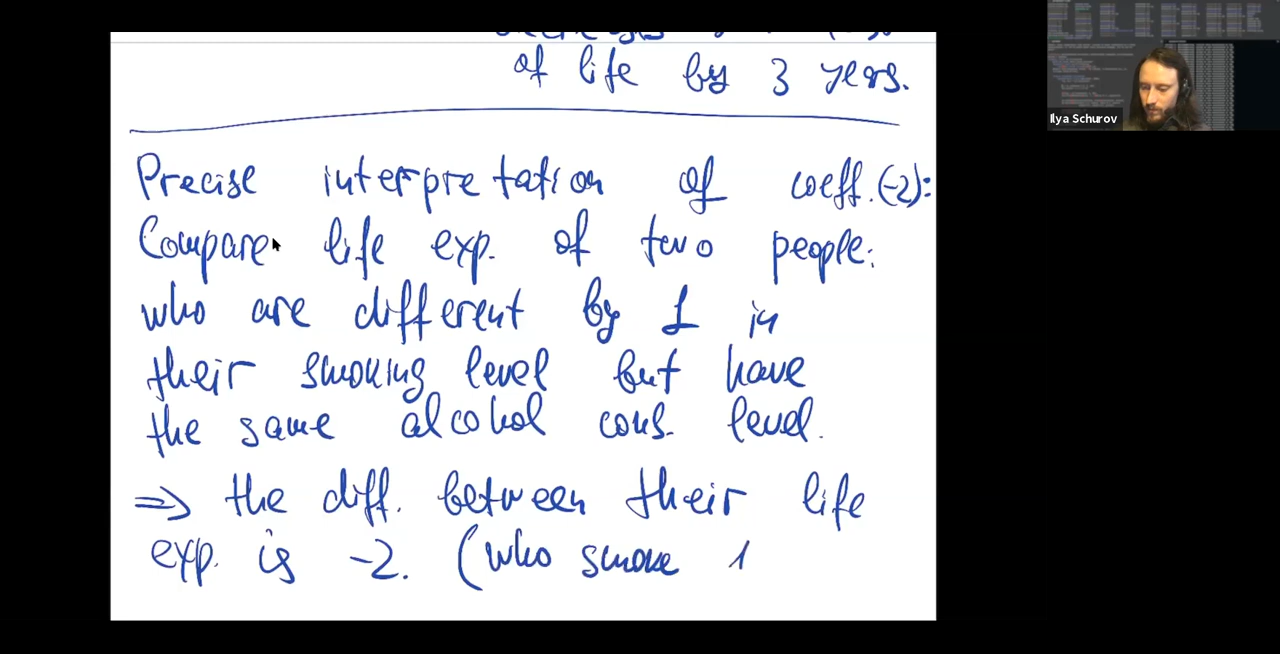 of life by 3 yers.
Precise interpretation of coeff. (-2):
Compare life exp. of two people:
who are different by 1 in
their smoking level but have
the same alcohol cons. level.
⇒ the diff. between their life
exp. is -2. (who smoke 1
Ilya Schurov